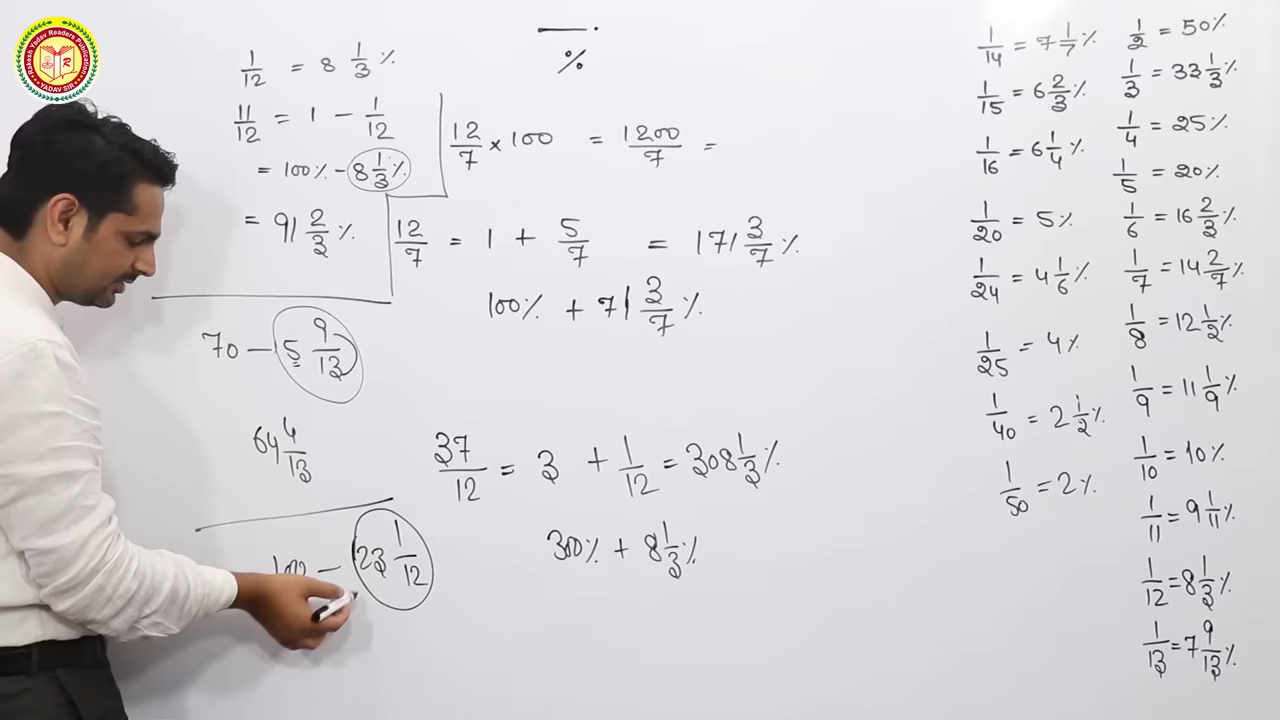 Rakesh Yadav Readers Publication
YADAV SIR
R
1/12 = 8 1/3 %
11/12 = 1 - 1/12
= 100% - 8 1/3 %
= 91 2/3 %
%
12/7 × 100 = 1200/7 =
12/7 = 1 + 5/7 = 171 3/7 %
100% + 71 3/7 %
70 - 5 9/13
64 4/13
37/12 = 3 + 1/12 = 308 1/3 %
300% + 8 1/3 %
100 - 23 1/12
1/14 = 7 1/7 %
1/15 = 6 2/3 %
1/16 = 6 1/4 %
1/20 = 5 %
1/24 = 4 1/6 %
1/25 = 4 %
1/40 = 2 1/2 %
1/50 = 2 %
1/2 = 50 %
1/3 = 33 1/3 %
1/4 = 25 %
1/5 = 20 %
1/6 = 16 2/3 %
1/7 = 14 2/7 %
1/8 = 12 1/2 %
1/9 = 11 1/9 %
1/10 = 10 %
1/11 = 9 1/11 %
1/12 = 8 1/3 %
1/13 = 7 9/13 %